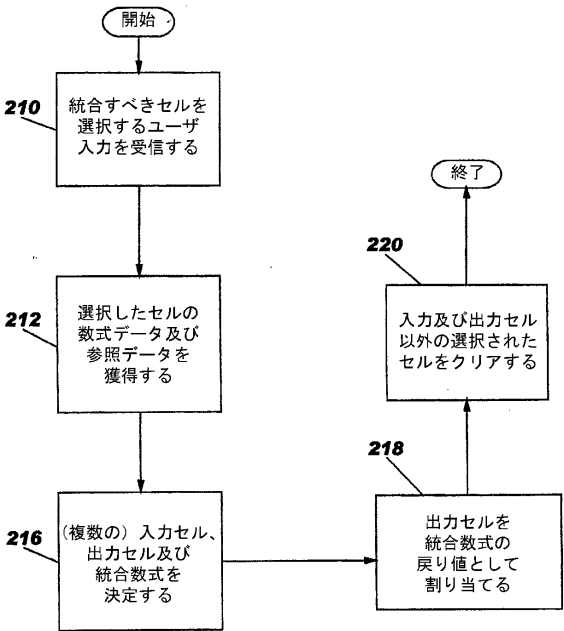 開始
210
統合すべきセルを
選択するユーザ
入力を受信する
212
選択したセルの
数式データ及び
参照データを
獲得する
216
(複数の)入力セル、
出力セル及び
統合数式を
決定する
218
出力セルを
統合数式の
戻り値として
割り当てる
220
入力及び出力セル
以外の選択された
セルをクリアする
終了